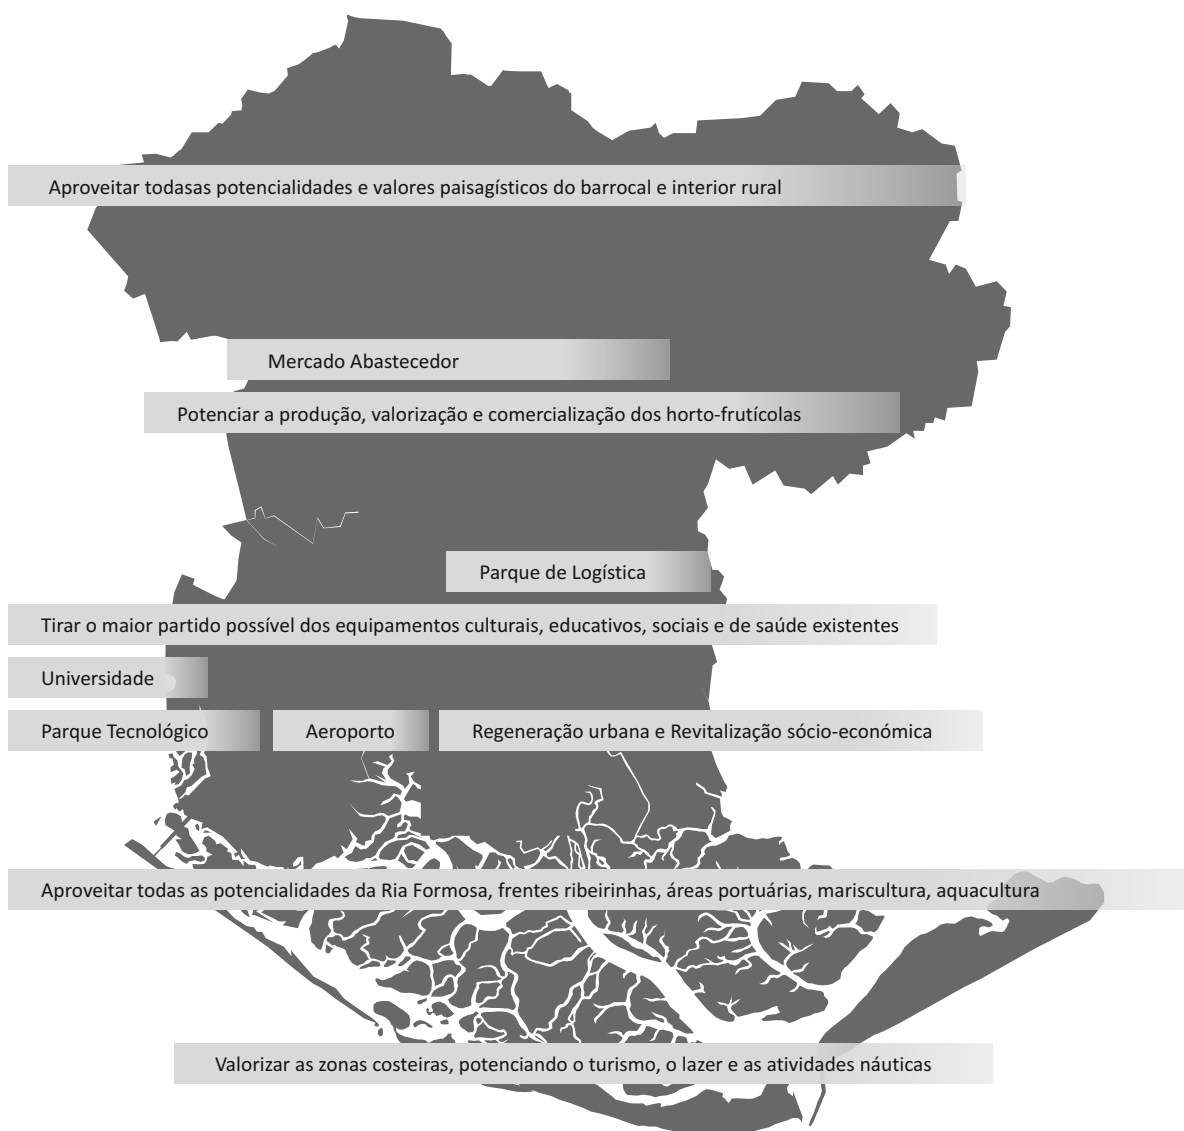 Aproveitar todasas potencialidades e valores paisagísticos do barrocal e interior rural
Mercado Abastecedor
Potenciar a produção, valorização e comercialização dos horto-frutícolas
Parque de Logística
Tirar o maior partido possível dos equipamentos culturais, educativos, sociais e de saúde existentes
Universidade
Parque Tecnológico
Aeroporto
Regeneração urbana e Revitalização sócio-económica
Aproveitar todas as potencialidades da Ria Formosa, frentes ribeirinhas, áreas portuárias, mariscultura, aquacultura
Valorizar as zonas costeiras, potenciando o turismo, o lazer e as atividades náuticas